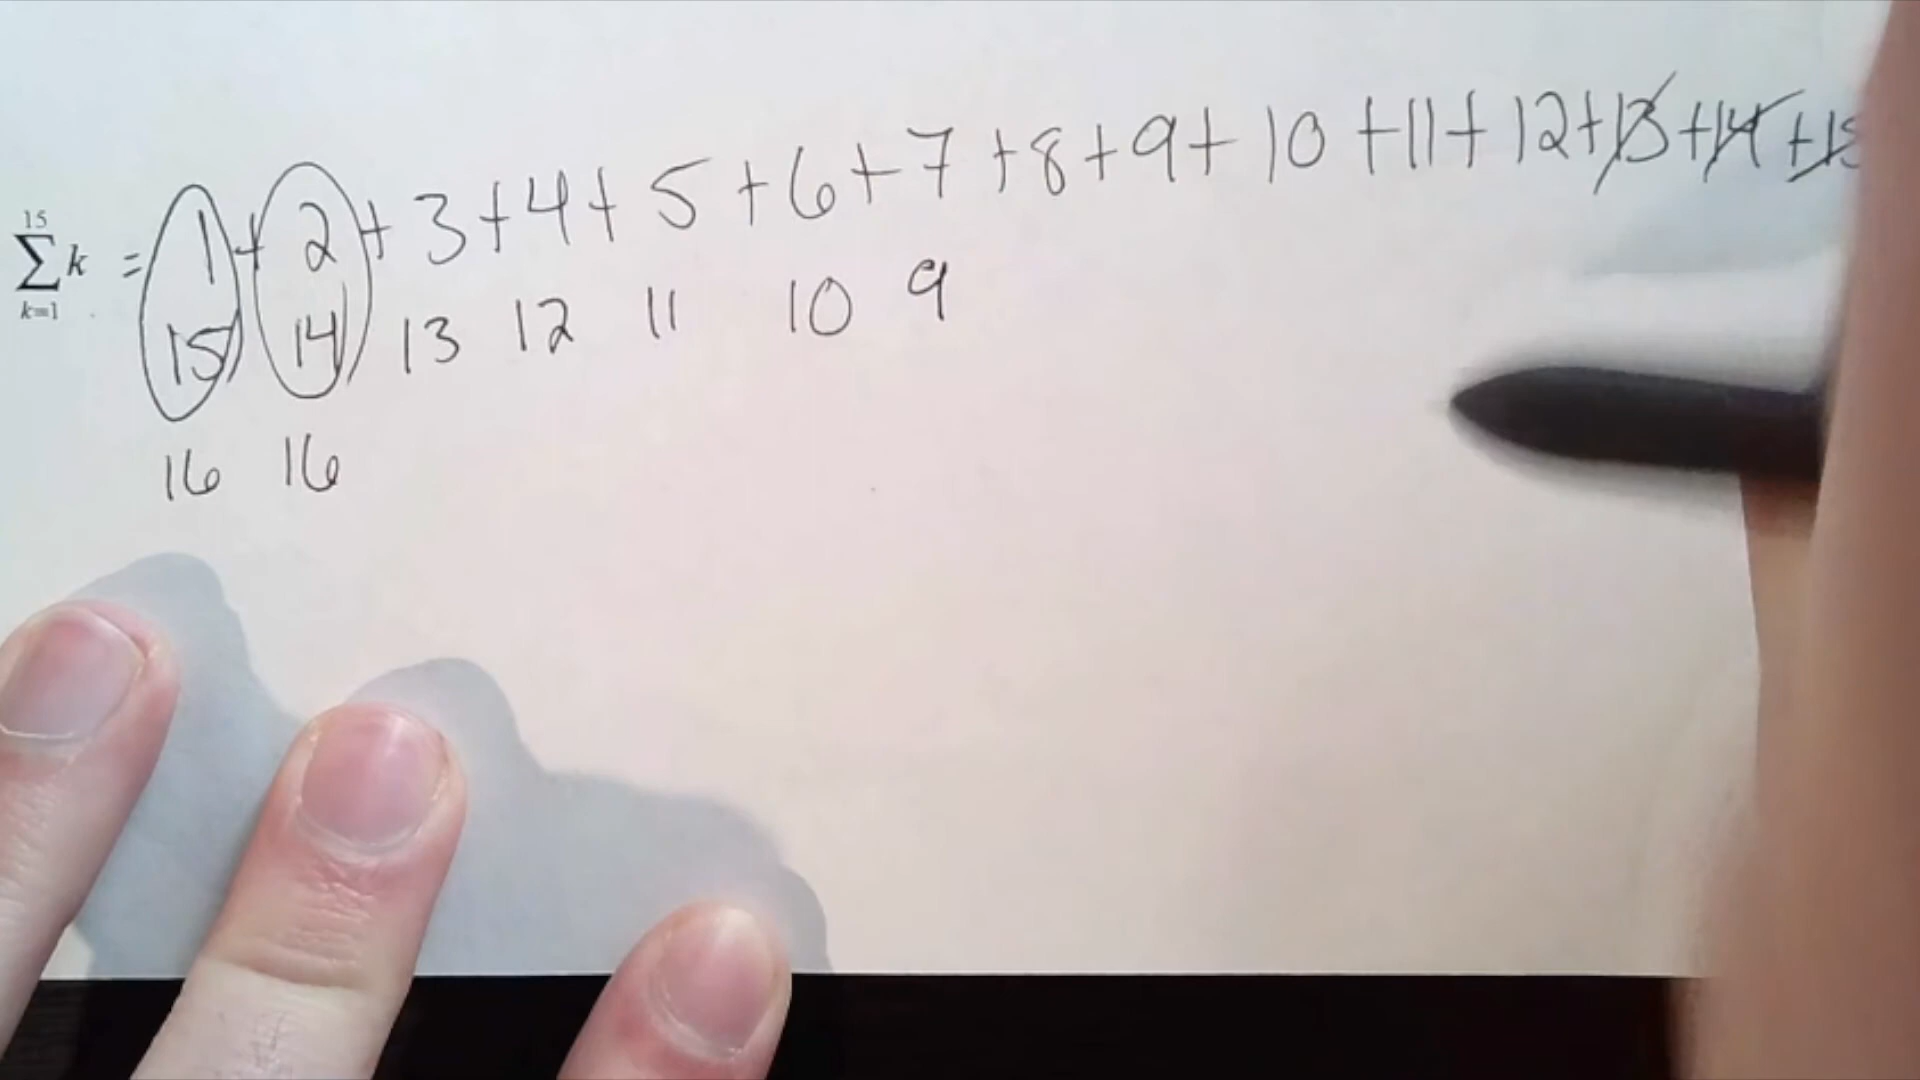 15
∑ k = 1 + 2 + 3 + 4 + 5 + 6 + 7 + 8 + 9 + 10 + 11 + 12 + 13 + 14 + 15
k=1
15 14 13 12 11 10 9
16 16